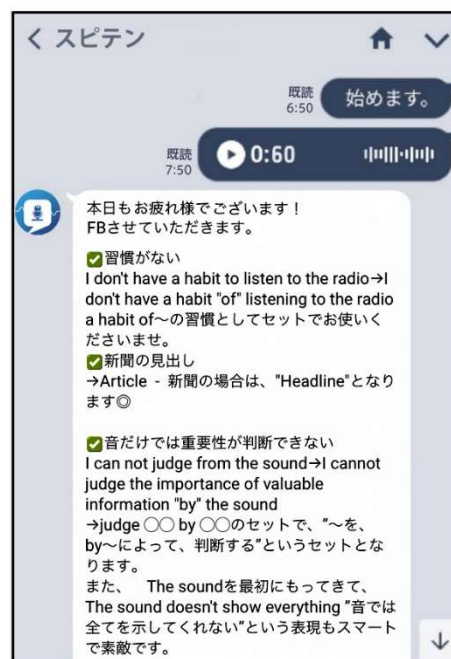 スピテン
既読
6:50
始めます。
既読
7:50
0:60
本日もお疲れ様でございます！
FBさせていただきます。
✅習慣がない
I don't have a habit to listen to the radio→I
don't have a habit "of" listening to the radio
a habit of〜の習慣としてセットでお使いく
ださいませ。
✅新聞の見出し
→Article - 新聞の場合は、"Headline"となり
ます◎
✅音だけでは重要性が判断できない
I can not judge from the sound→I cannot
judge the importance of valuable
information "by" the sound
→judge ◯◯ by ◯◯のセットで、"〜を、
by〜によって、判断する"というセットとな
ります。
また、 The soundを最初にもってきて、
The sound doesn't show everything "音では
全てを示してくれない"という表現もスマート
で素敵です。